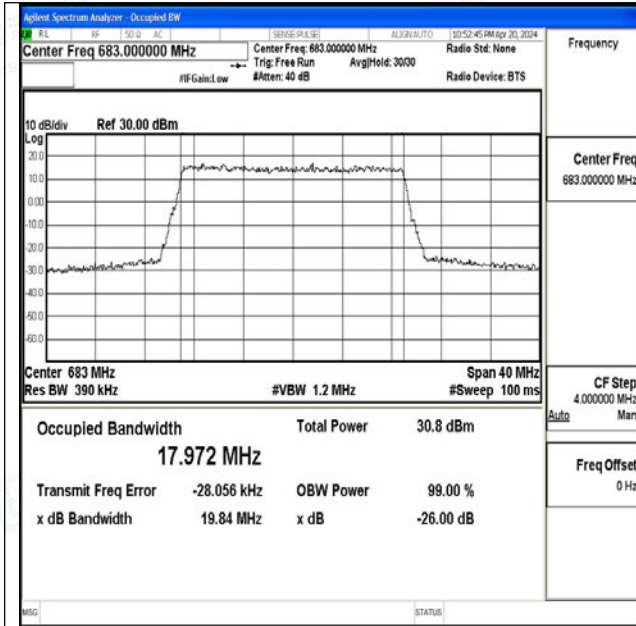 Agilent Spectrum Analyzer - Occupied BW
RL RF 50 Ω AC SENSE:PULSE ALIGNAUTO 10:52:45 PM Apr 20, 2024
Center Freq 683.000000 MHz
Center Freq: 683.000000 MHz
Radio Std: None
Trig: Free Run Avg|Hold: 30/30
#IFGain:Low #Atten: 40 dB Radio Device: BTS
10 dB/div Ref 30.00 dBm
Log
20.0
10.0
0.00
-10.0
-20.0
-30.0
-40.0
-50.0
-60.0
Center 683 MHz Span 40 MHz
Res BW 390 kHz #VBW 1.2 MHz #Sweep 100 ms
Occupied Bandwidth Total Power 30.8 dBm
17.972 MHz
Transmit Freq Error -28.056 kHz OBW Power 99.00 %
x dB Bandwidth 19.84 MHz x dB -26.00 dB
MSG STATUS
Frequency
Center Freq
683.000000 MHz
CF Step
4.000000 MHz
Auto Man
Freq Offset
0 Hz